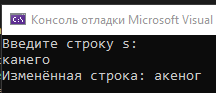 Консоль отладки Microsoft Visual
Введите строку s:
канего
Изменённая строка: акеног